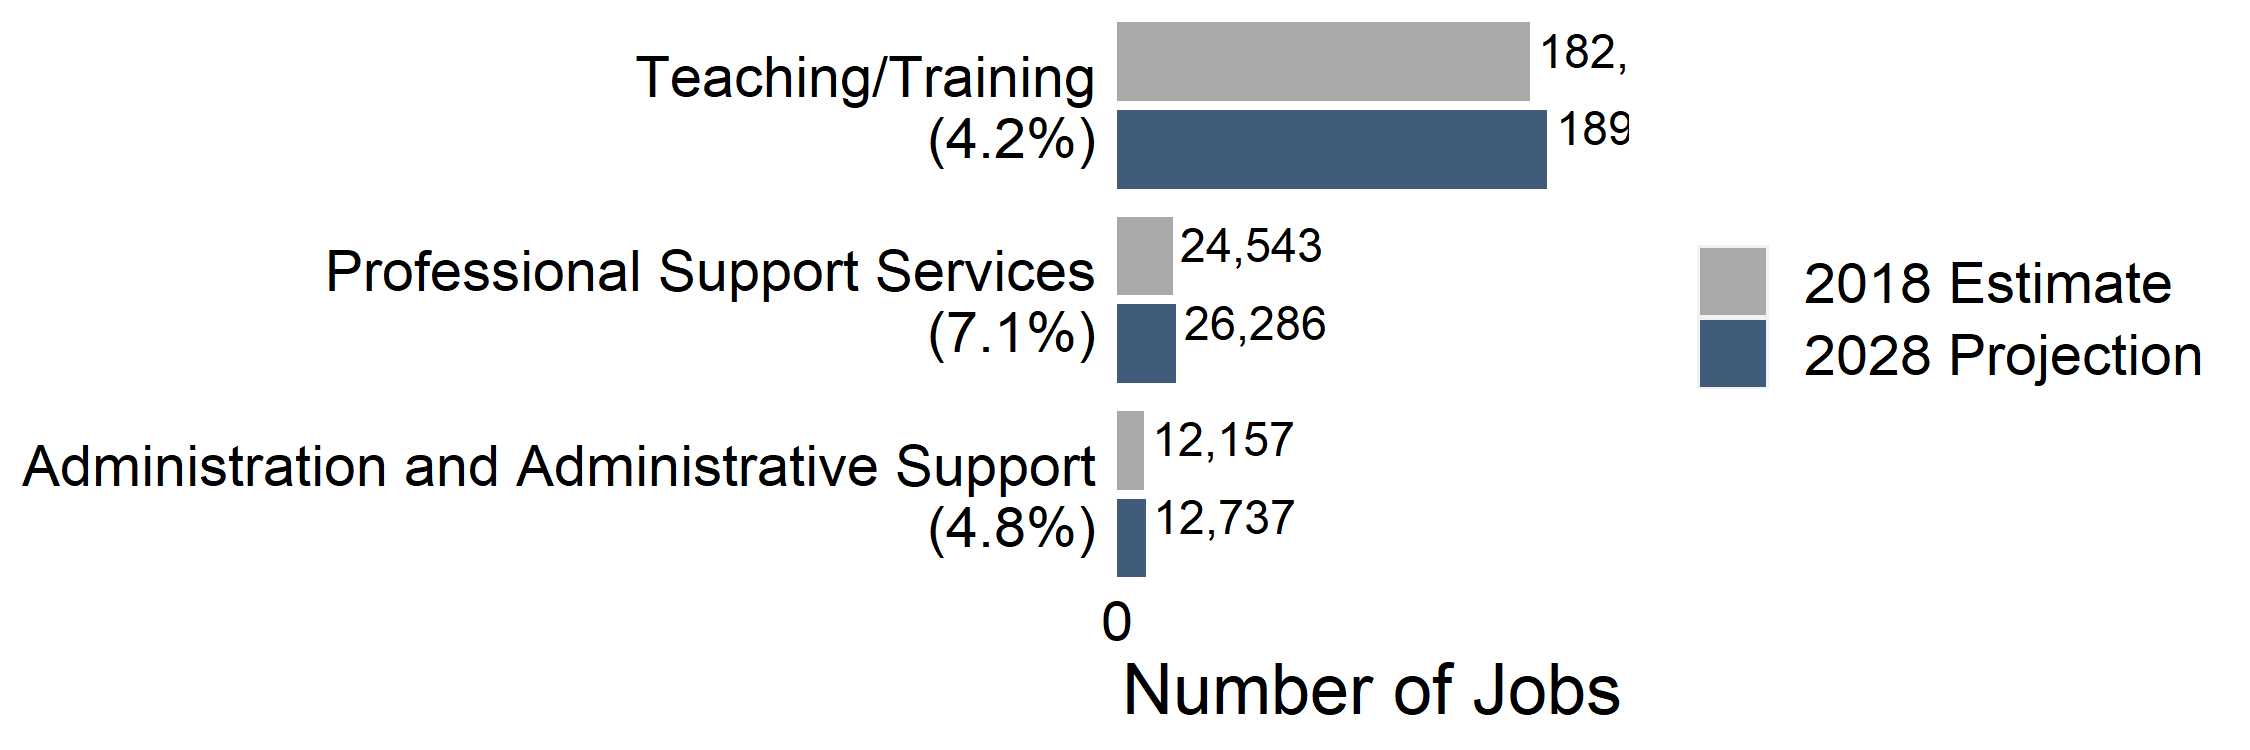 Teaching/Training
(4.2%)
182,
189
Professional Support Services
(7.1%)
24,543
26,286
Administration and Administrative Support
(4.8%)
12,157
12,737
0
Number of Jobs
2018 Estimate
2028 Projection